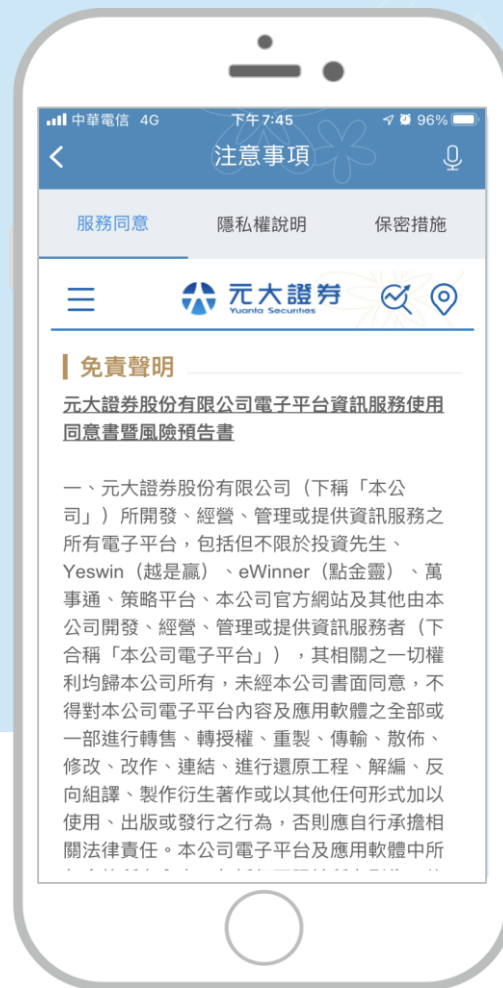 中華電信 4G 下午7:45 96%
注意事項
服務同意 隱私權說明 保密措施
元大證券
Yuanta Securities
免責聲明
元大證券股份有限公司電子平台資訊服務使用
同意書暨風險預告書
一、元大證券股份有限公司（下稱「本公
司」）所開發、經營、管理或提供資訊服務之
所有電子平台，包括但不限於投資先生、
Yeswin（越是贏）、eWinner（點金靈）、萬
事通、策略平台、本公司官方網站及其他由本
公司開發、經營、管理或提供資訊服務者（下
合稱「本公司電子平台」），其相關之一切權
利均歸本公司所有，未經本公司書面同意，不
得對本公司電子平台內容及應用軟體之全部或
一部進行轉售、轉授權、重製、傳輸、散佈、
修改、改作、連結、進行還原工程、解編、反
向組譯、製作衍生著作或以其他任何形式加以
使用、出版或發行之行為，否則應自行承擔相
關法律責任。本公司電子平台及應用軟體中所